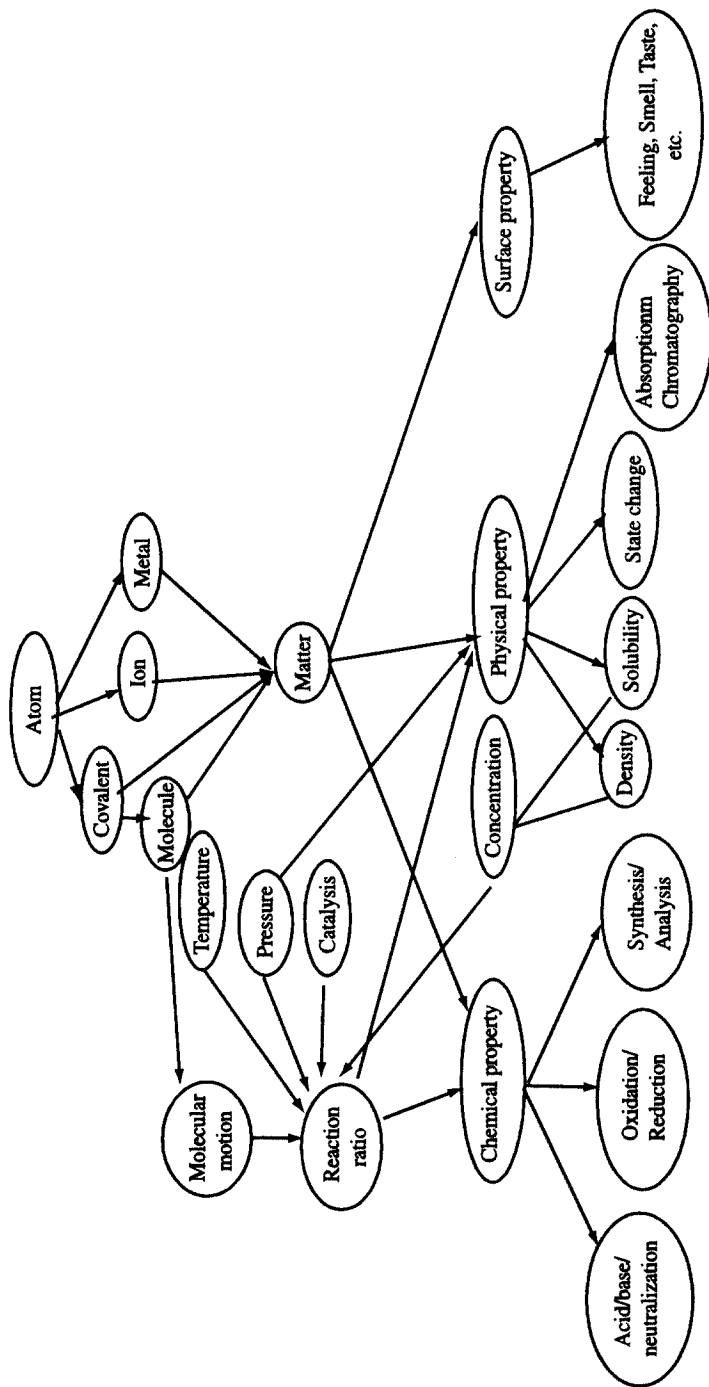 Atom
Covalent
Ion
Metal
Molecule
Molecular
motion
Temperature
Pressure
Catalysis
Matter
Reaction
ratio
Chemical property
Concentration
Physical property
Surface property
Acid/base/
neutralization
Oxidation/
Reduction
Synthesis/
Analysis
Density
Solubility
State change
Absorptionm
Chromatography
Feeling, Smell, Taste,
etc.